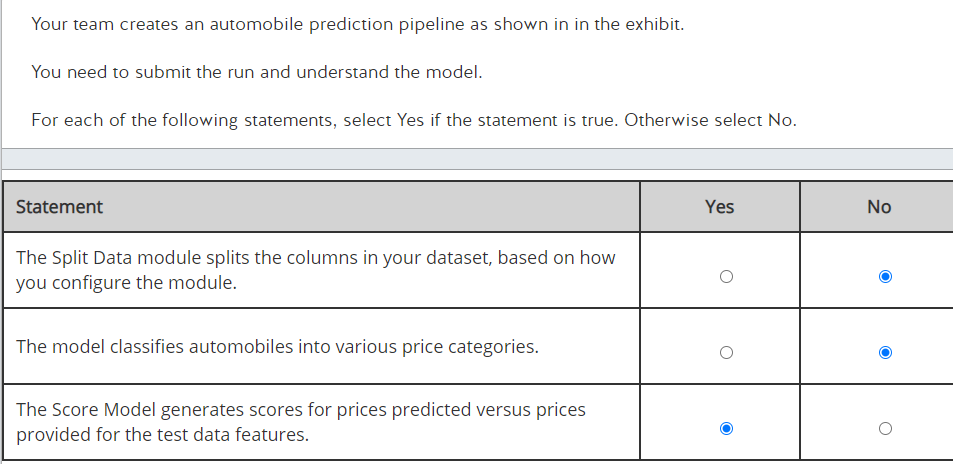 Your team creates an automobile prediction pipeline as shown in in the exhibit.
You need to submit the run and understand the model.
For each of the following statements, select Yes if the statement is true. Otherwise select No.
Statement Yes No
The Split Data module splits the columns in your dataset, based on how
you configure the module.
The model classifies automobiles into various price categories.
The Score Model generates scores for prices predicted versus prices
provided for the test data features.